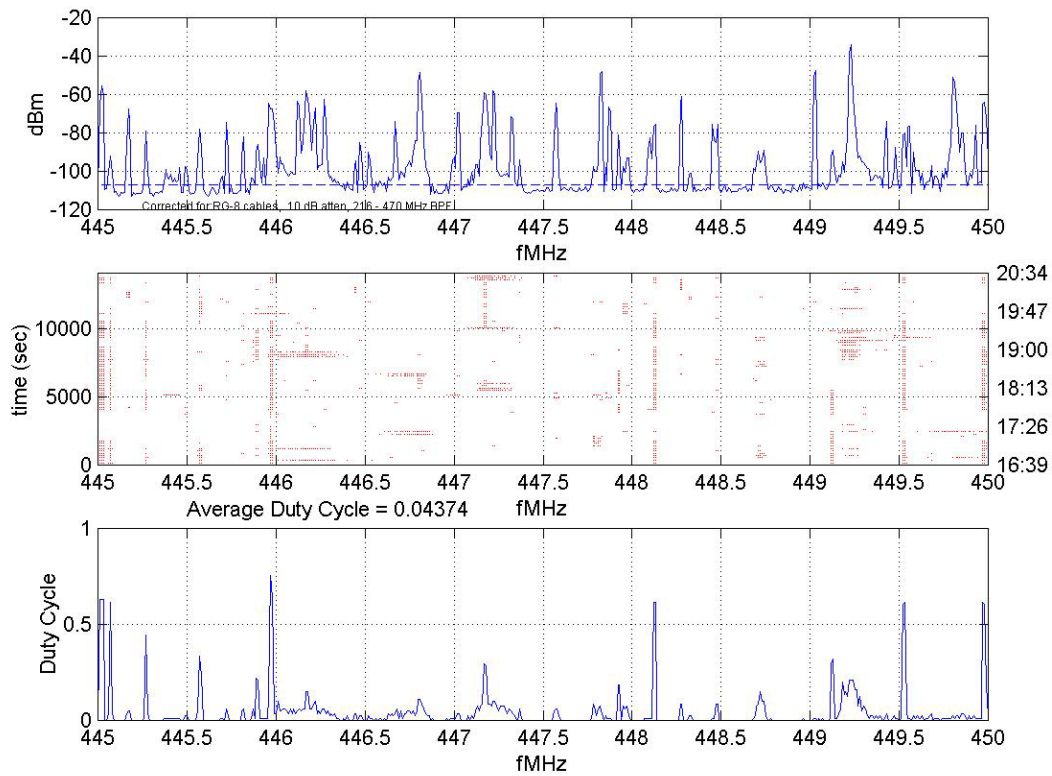 -20
-40
-60
-80
-100
-120
dBm
Corrected for RG-8 cables, 10 dB atten, 216 - 470 MHz BPF
445 445.5 446 446.5 447 447.5 448 448.5 449 449.5 450
fMHz
10000
5000
0
time (sec)
20:34
19:47
19:00
18:13
17:26
16:39
445 445.5 446 446.5 447 447.5 448 448.5 449 449.5 450
Average Duty Cycle = 0.04374 fMHz
1
0.5
0
Duty Cycle
445 445.5 446 446.5 447 447.5 448 448.5 449 449.5 450
fMHz